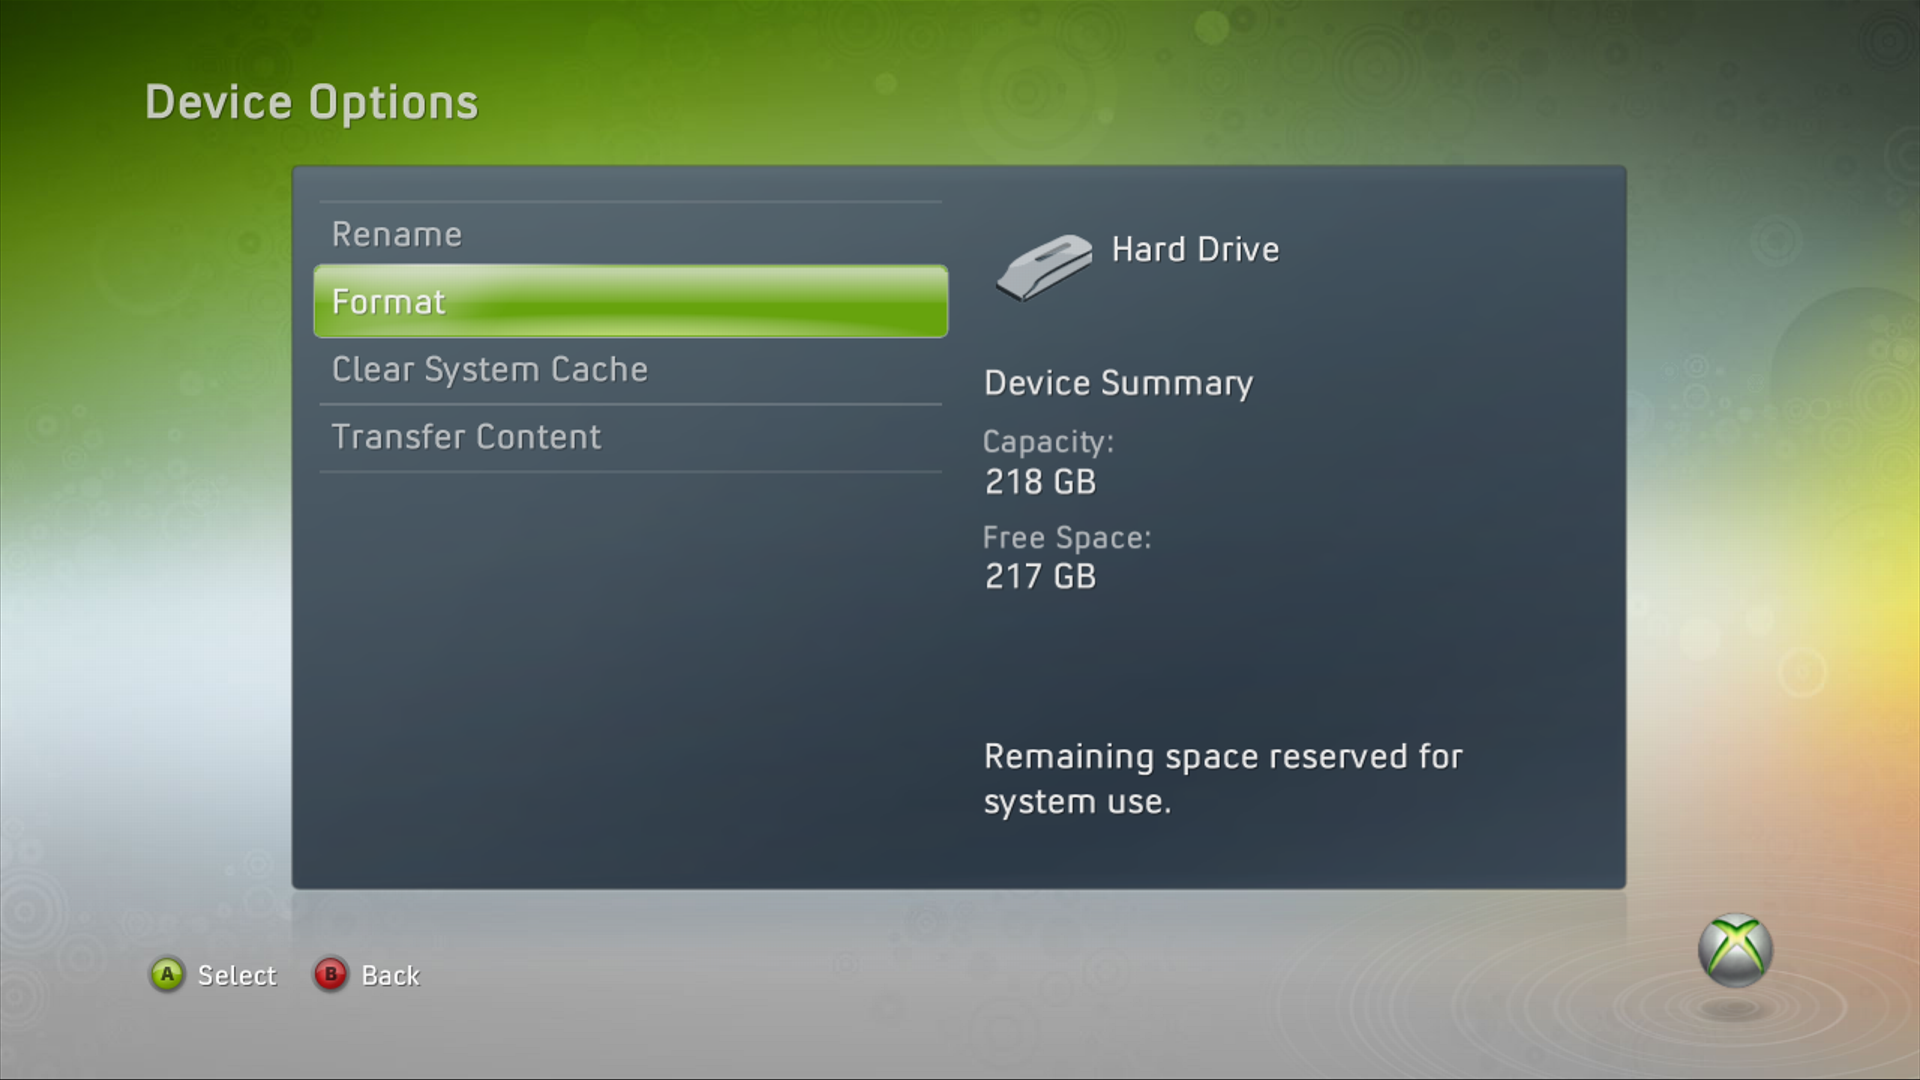 Device Options
Rename
Format
Clear System Cache
Transfer Content
Hard Drive
Device Summary
Capacity:
218 GB
Free Space:
217 GB
Remaining space reserved for
system use.
A Select B Back